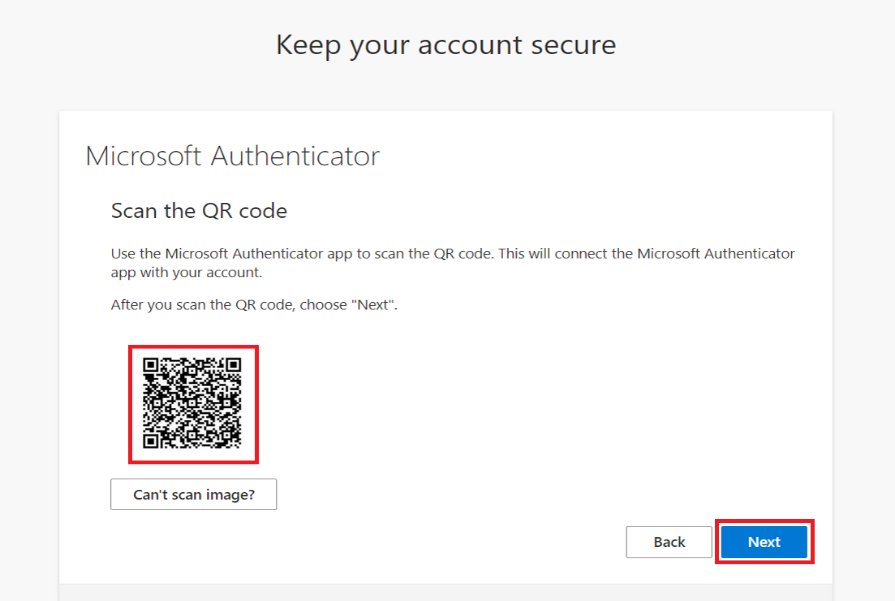 Keep your account secure
Microsoft Authenticator
Scan the QR code
Use the Microsoft Authenticator app to scan the QR code. This will connect the Microsoft Authenticator
app with your account.
After you scan the QR code, choose "Next".
Can't scan image?
Back
Next